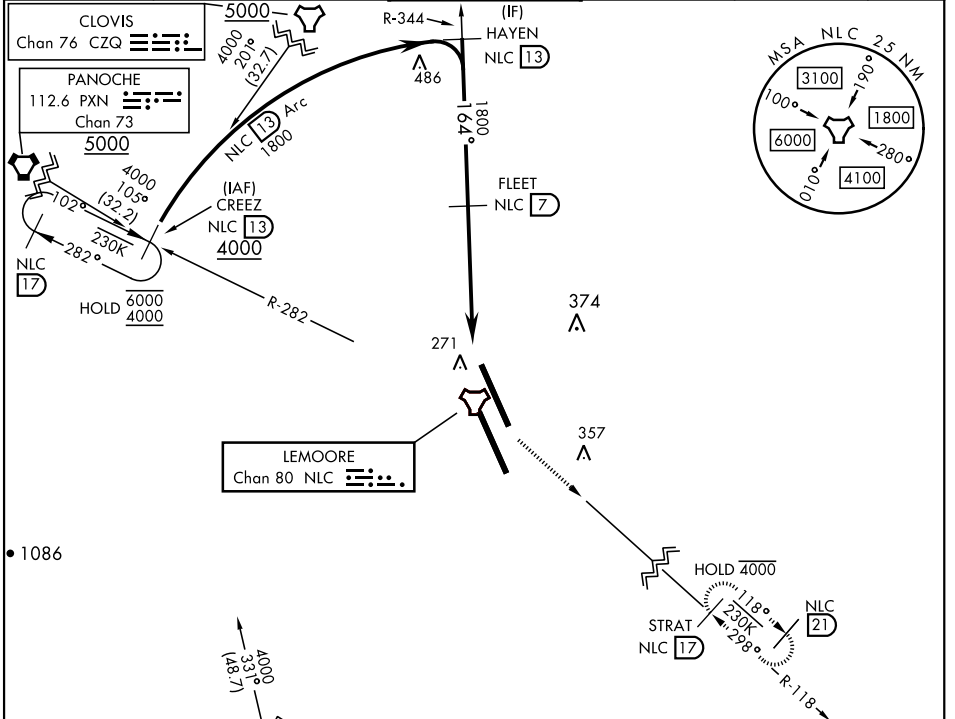 CLOVIS
Chan 76 CZQ
5000
PANOCHE
112.6 PXN
Chan 73
5000
4000
201°
(32.7)
R-344
(IF)
HAYEN
NLC 13
486
NLC 13 Arc
1800
1800
164°
MSA NLC 25 NM
3100
190°
100°
1800
6000
280°
010°
4100
4000
105°
(32.2)
102°
230K
282°
NLC
17
HOLD 6000
4000
(IAF)
CREEZ
NLC 13
4000
FLEET
NLC 7
R-282
374
271
357
LEMOORE
Chan 80 NLC
1086
HOLD 4000
118°
230K
298°
STRAT
NLC 17
NLC
21
R-118
4000
331°
(48.7)